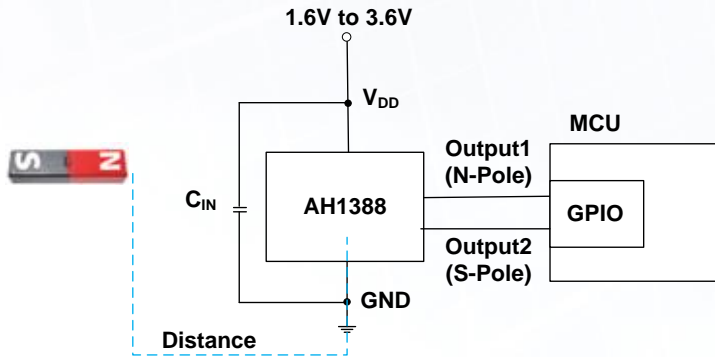 1.6V to 3.6V
VDD
MCU
Output1
(N-Pole)
S N
CIN
AH1388
GPIO
Output2
(S-Pole)
GND
Distance